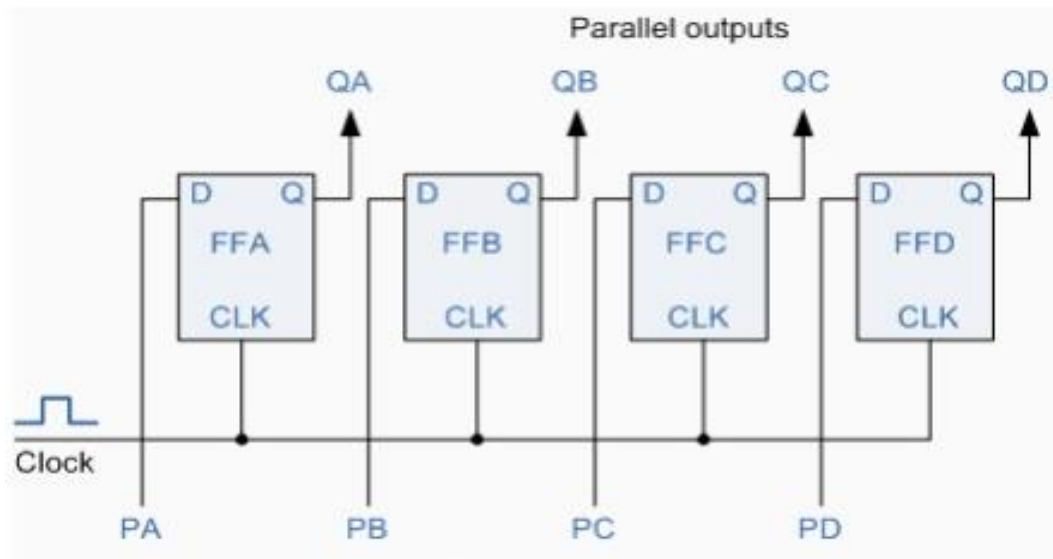 Parallel outputs
QA QB QC QD
D Q D Q D Q D Q
FFA FFB FFC FFD
CLK CLK CLK CLK
Clock
PA PB PC PD